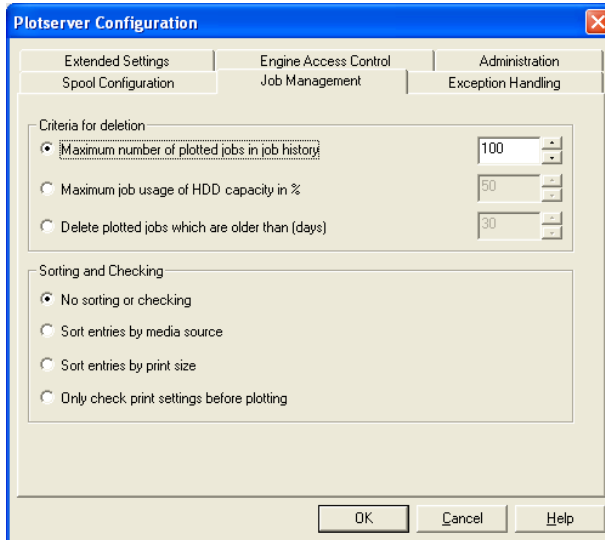 Plotserver Configuration
Extended Settings
Engine Access Control
Administration
Spool Configuration
Job Management
Exception Handling
Criteria for deletion
Maximum number of plotted jobs in job history
100
Maximum job usage of HDD capacity in %
50
Delete plotted jobs which are older than (days)
30
Sorting and Checking
No sorting or checking
Sort entries by media source
Sort entries by print size
Only check print settings before plotting
OK
Cancel
Help